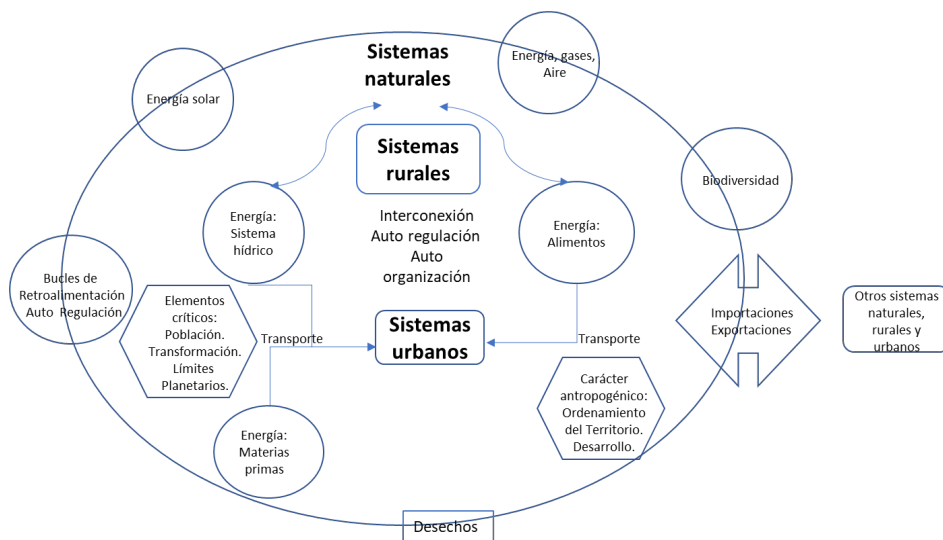 Sistemas
naturales
Energía, gases,
Aire
Energía solar
Sistemas
rurales
Biodiversidad
Energía:
Sistema
hídrico
Interconexión
Auto regulación
Auto
organización
Energía:
Alimentos
Bucles de
Retroalimentación
Auto Regulación
Elementos
críticos:
Población.
Transformación.
Límites
Planetarios.
Transporte
Sistemas
urbanos
Transporte
Importaciones
Exportaciones
Otros sistemas
naturales,
rurales y
urbanos
Carácter
antropogénico:
Ordenamiento
del Territorio.
Desarrollo.
Energía:
Materias
primas
Desechos